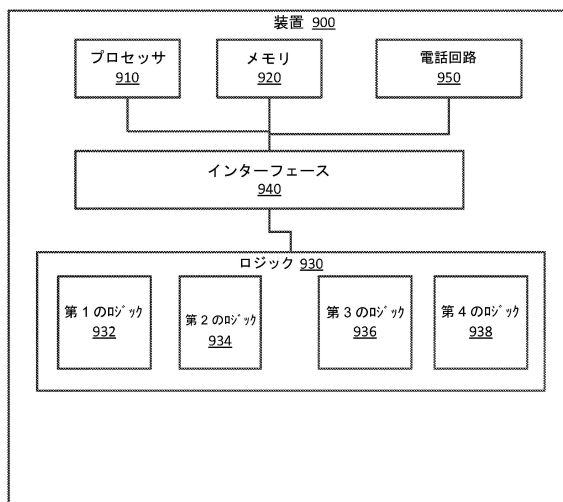 装置 900
プロセッサ
910
メモリ
920
電話回路
950
インターフェース
940
ロジック 930
第1のﾛｼﾞｯｸ
932
第2のﾛｼﾞｯｸ
934
第3のﾛｼﾞｯｸ
936
第4のﾛｼﾞｯｸ
938